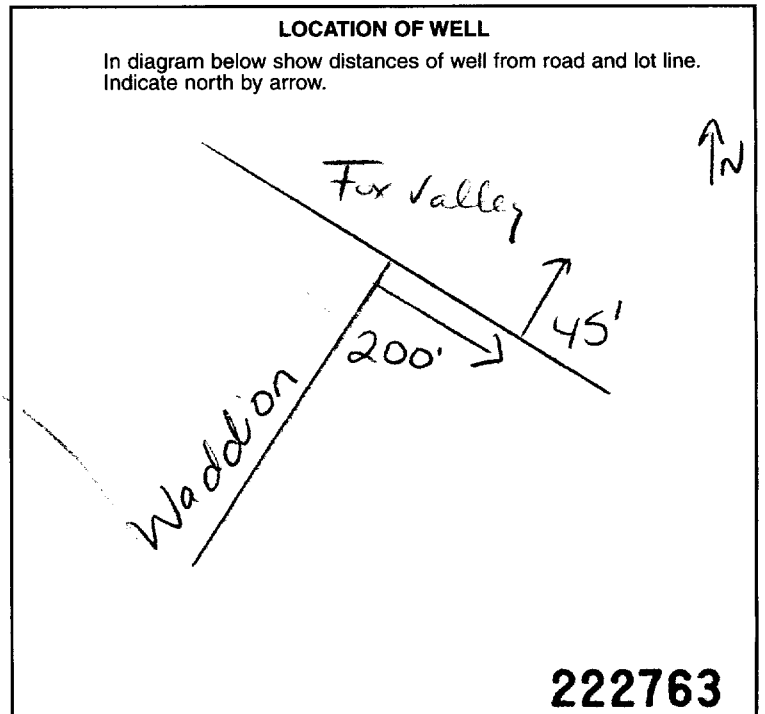 LOCATION OF WELL
In diagram below show distances of well from road and lot line.
Indicate north by arrow.
N
Fox Valley
45'
200'
Waddion
222763